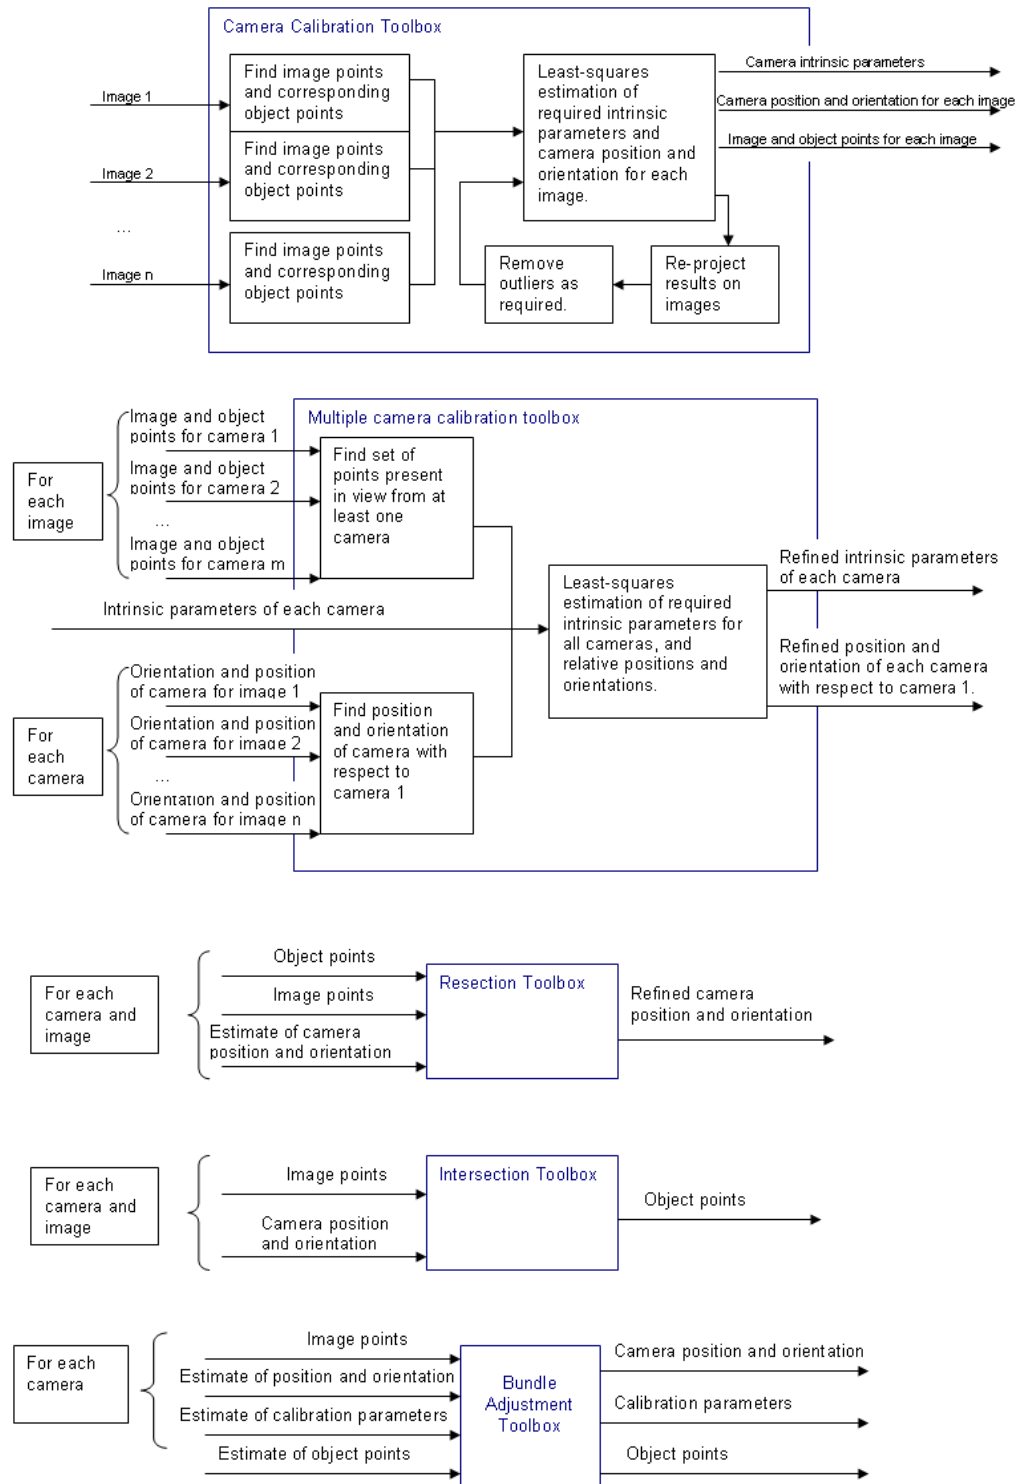 Camera Calibration Toolbox
Image 1
Find image points
and corresponding
object points
Image 2
Find image points
and corresponding
object points
...
Image n
Find image points
and corresponding
object points
Least-squares
estimation of
required intrinsic
parameters and
camera position and
orientation for each
image.
Remove
outliers as
required.
Re-project
results on
images
Camera intrinsic parameters
Camera position and orientation for each image
Image and object points for each image
Multiple camera calibration toolbox
For
each
image
Image and object
points for camera 1
Image and object
points for camera 2
...
Image and object
points for camera m
Find set of
points present
in view from at
least one
camera
Intrinsic parameters of each camera
For
each
camera
Orientation and position
of camera for image 1
Orientation and position
of camera for image 2
...
Orientation and position
of camera for image n
Find position
and orientation
of camera with
respect to
camera 1
Least-squares
estimation of required
intrinsic parameters for
all cameras, and
relative positions and
orientations.
Refined intrinsic parameters
of each camera
Refined position and
orientation of each camera
with respect to camera 1.
For each
camera and
image
Object points
Image points
Estimate of camera
position and orientation
Resection Toolbox
Refined camera
position and orientation
For each
camera and
image
Image points
Camera position
and orientation
Intersection Toolbox
Object points
For each
camera
Image points
Estimate of position and orientation
Estimate of calibration parameters
Estimate of object points
Bundle
Adjustment
Toolbox
Camera position and orientation
Calibration parameters
Object points